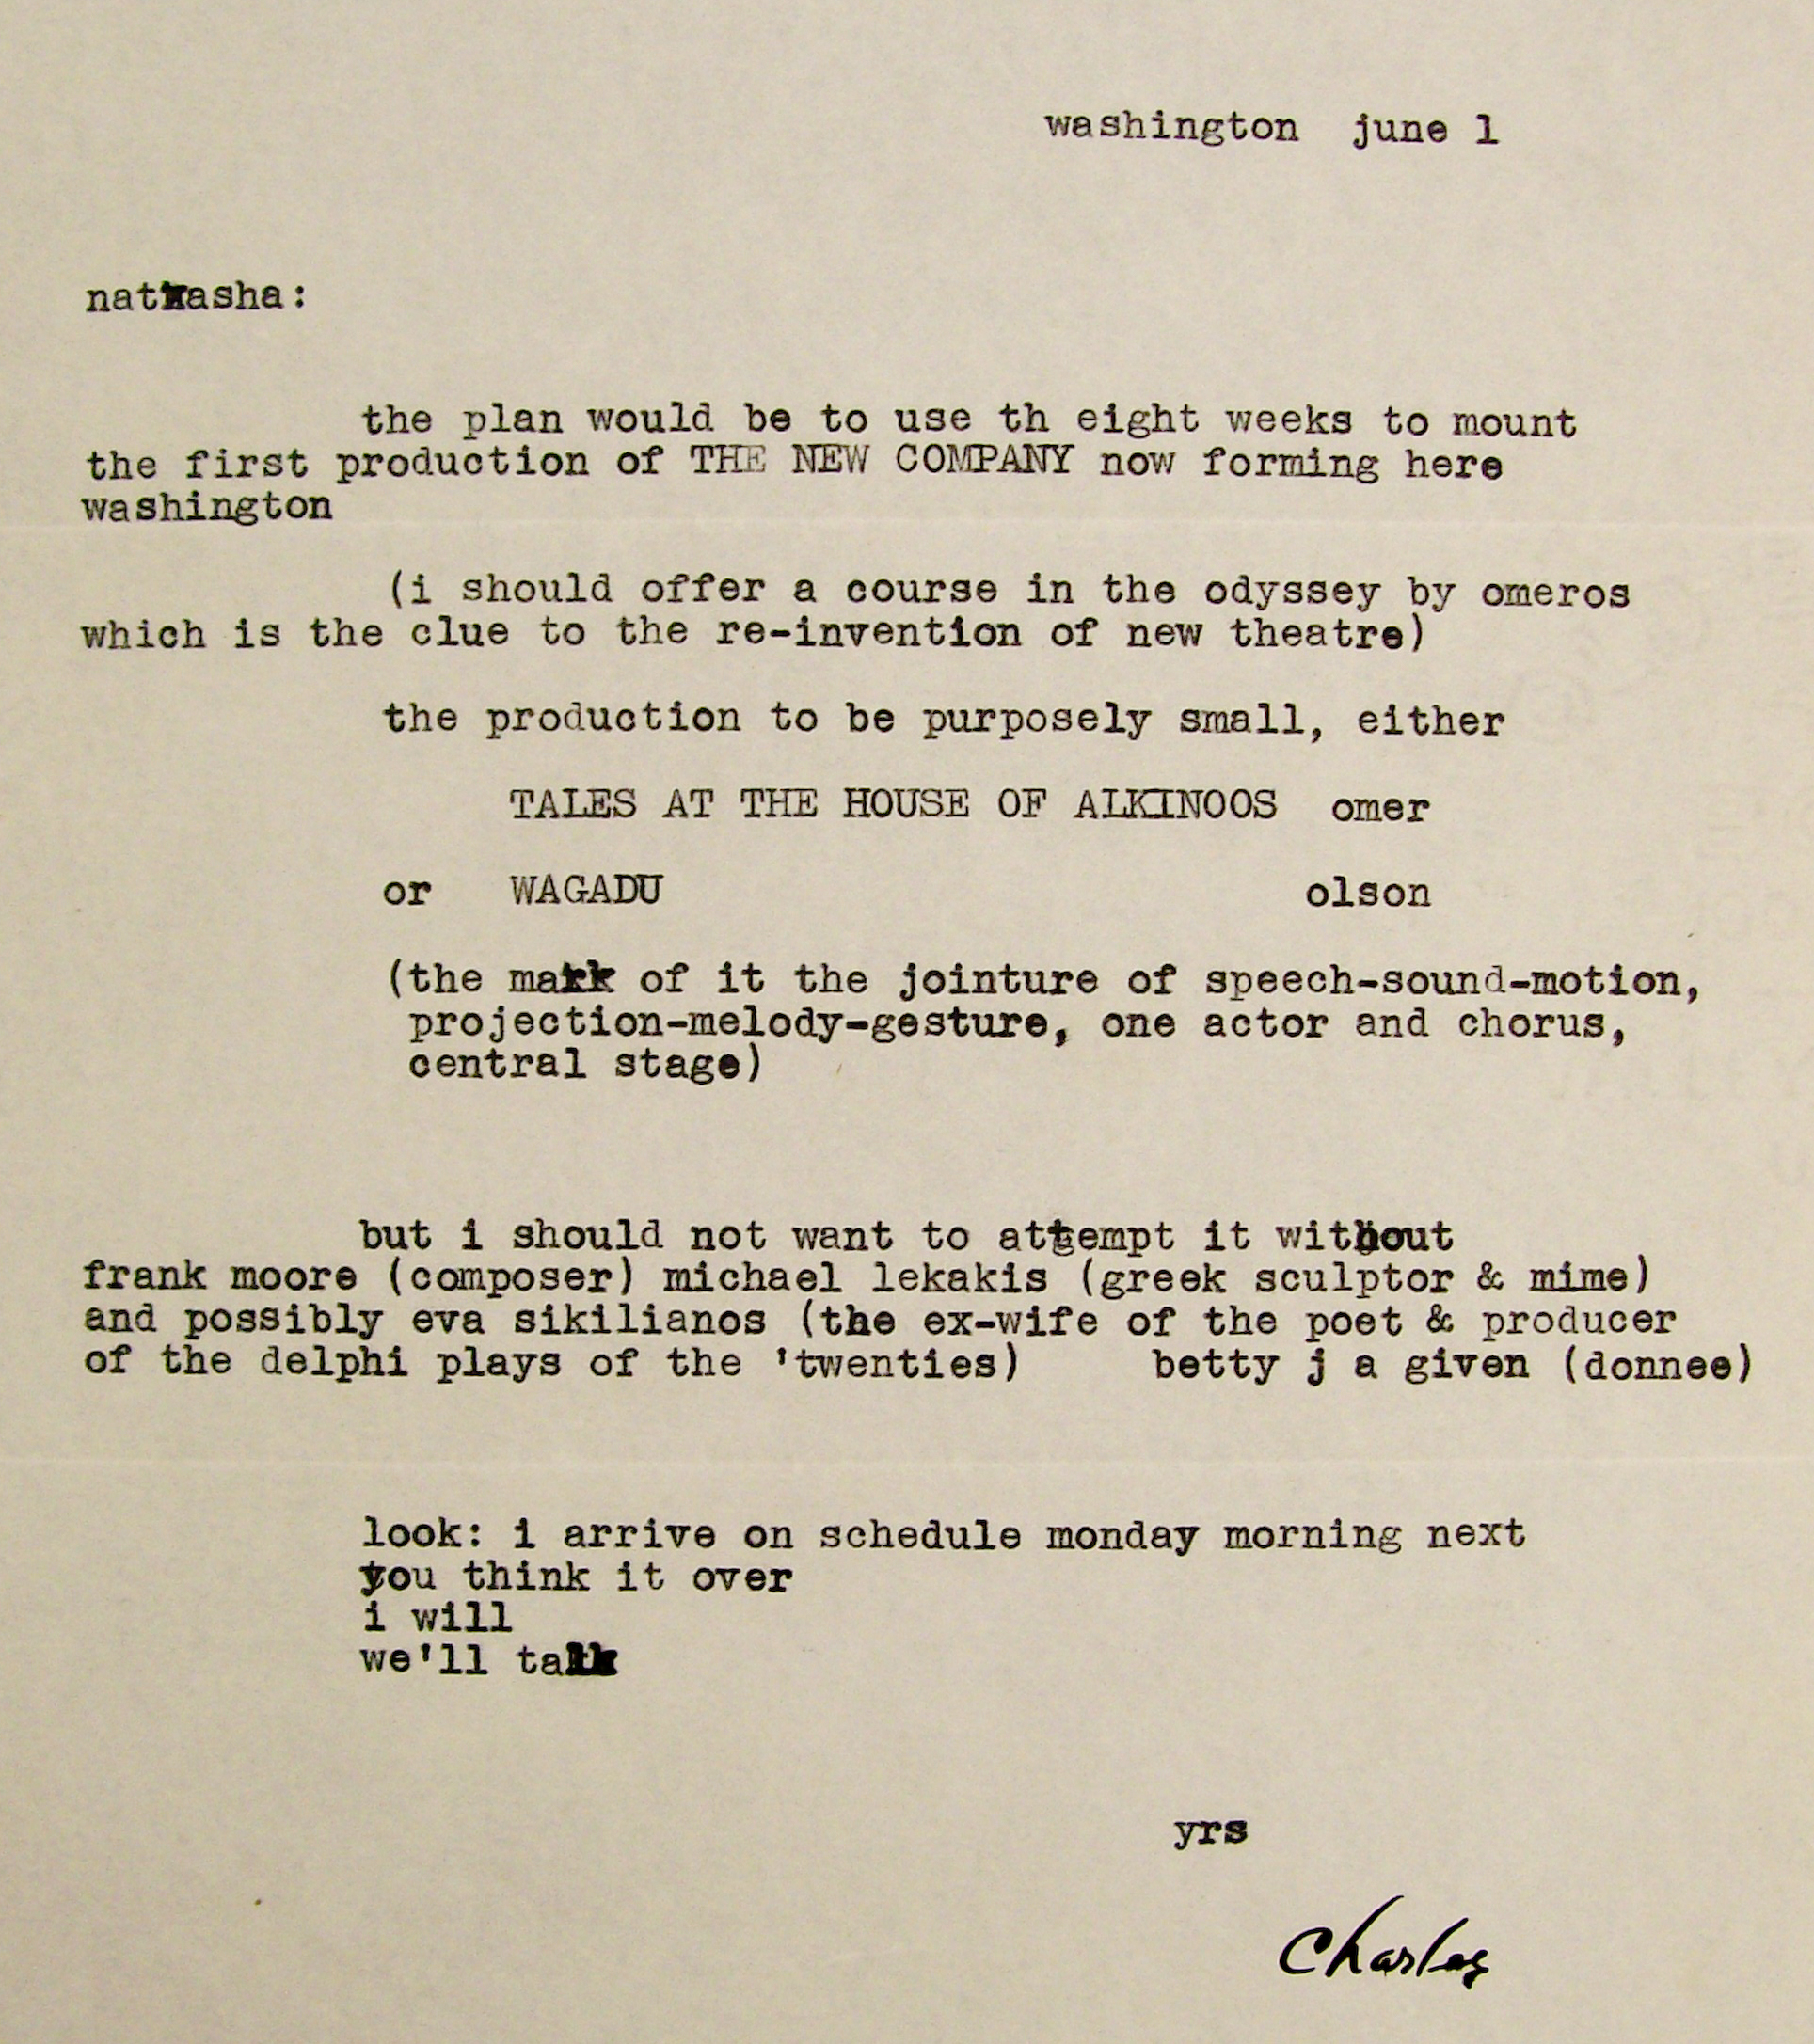 washington  june 1
natasha:
the plan would be to use th eight weeks to mount
the first production of THE NEW COMPANY now forming here
washington
(i should offer a course in the odyssey by omeros
which is the clue to the re-invention of new theatre)
the production to be purposely small, either
TALES AT THE HOUSE OF ALKINOOS  omer
or   WAGADU   olson
(the mark of it the jointure of speech-sound-motion,
projection-melody-gesture, one actor and chorus,
central stage)
but i should not want to attempt it without
frank moore (composer) michael lekakis (greek sculptor & mime)
and possibly eva sikilianos (the ex-wife of the poet & producer
of the delphi plays of the 'twenties)     betty j a given (donnee)
look: i arrive on schedule monday morning next
you think it over
i will
we'll talk
yrs
Charles